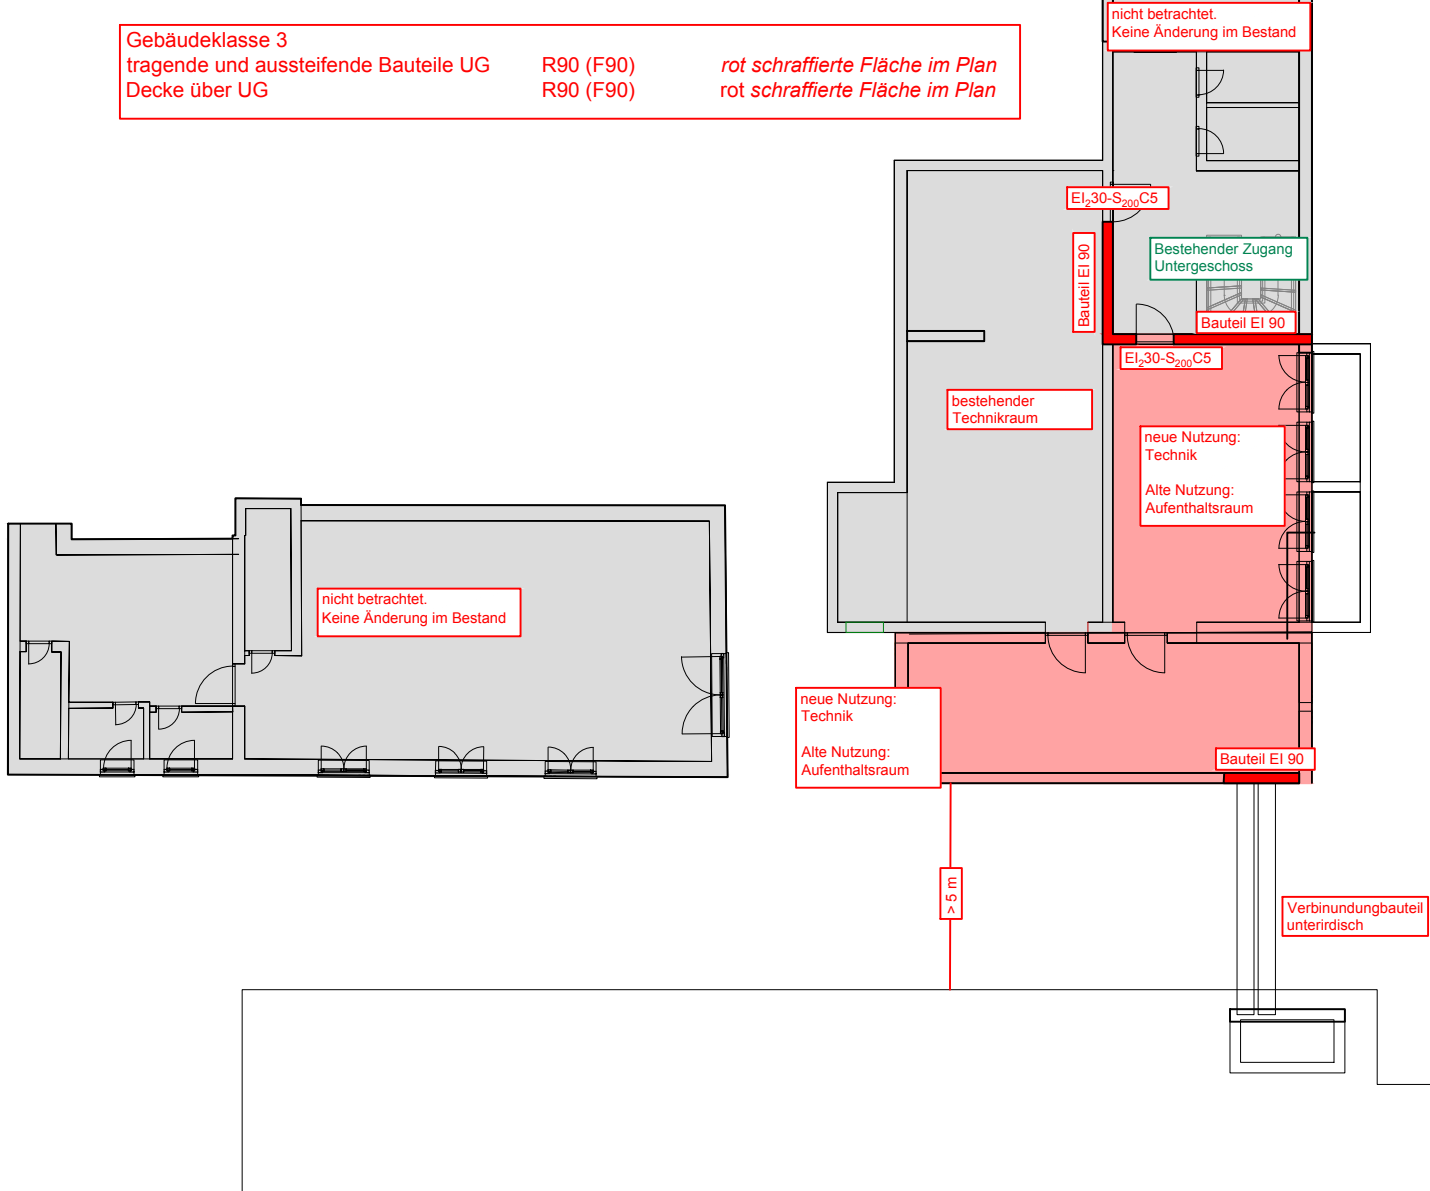 Gebäudeklasse 3
tragende und aussteifende Bauteile UG R90 (F90) rot schraffierte Fläche im Plan
Decke über UG R90 (F90) rot schraffierte Fläche im Plan
nicht betrachtet.
Keine Änderung im Bestand
EI₂30-S₂₀₀C5
Bauteil EI 90
Bestehender Zugang
Untergeschoss
Bauteil EI 90
EI₂30-S₂₀₀C5
bestehender
Technikraum
neue Nutzung:
Technik
Alte Nutzung:
Aufenthaltsraum
nicht betrachtet.
Keine Änderung im Bestand
neue Nutzung:
Technik
Alte Nutzung:
Aufenthaltsraum
Bauteil EI 90
> 5 m
Verbinundungbauteil
unterirdisch